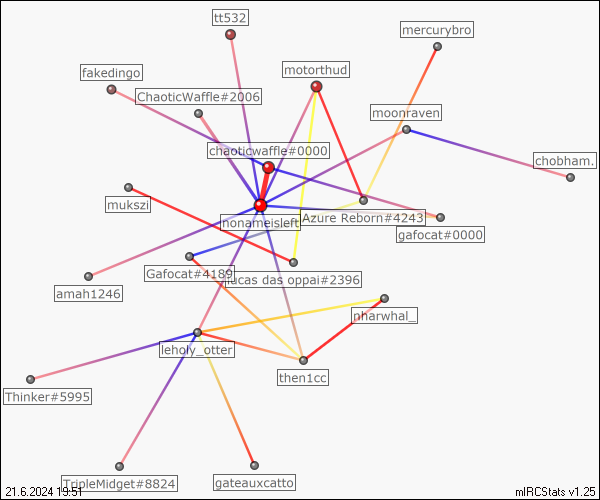 tt532
mercurybro
fakedingo
motorthud
ChaoticWaffle#2006
moonraven
chaoticwaffle#0000
chobham.
mukszi
nonameisleft
Azure Reborn#4243
gafocat#0000
Gafocat#4189
lucas das oppai#2396
amah1246
nharwhal_
leholy_otter
then1cc
Thinker#5995
TripleMidget#8824
gateauxcatto
21.6.2024 19:51
mIRCStats v1.25